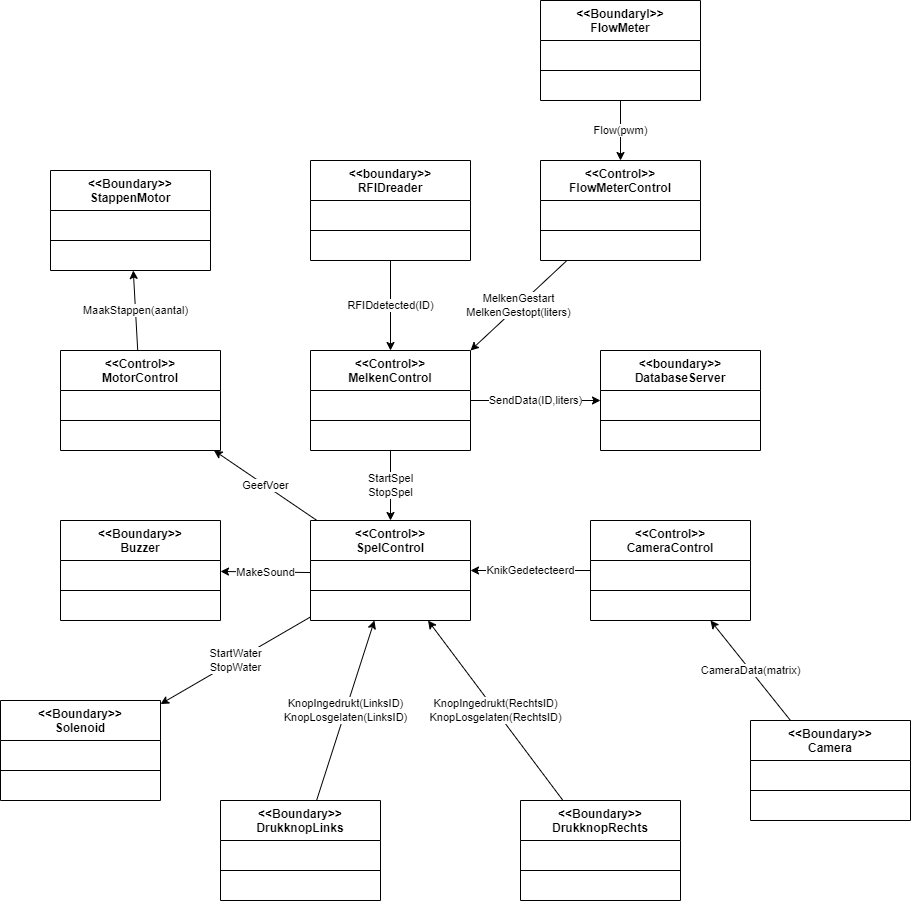 <<Boundaryl>>
FlowMeter
Flow(pwm)
<<Boundary>>
StappenMotor
<<boundary>>
RFIDreader
<<Control>>
FlowMeterControl
MaakStappen(aantal)
RFIDdetected(ID)
MelkenGestart
MelkenGestopt(liters)
<<Control>>
MotorControl
<<Control>>
MelkenControl
<<boundary>>
DatabaseServer
SendData(ID,liters)
GeefVoer
StartSpel
StopSpel
<<Boundary>>
Buzzer
<<Control>>
SpelControl
<<Control>>
CameraControl
MakeSound
KnikGedetecteerd
StartWater
StopWater
CameraData(matrix)
KnopIngedrukt(LinksID)
KnopLosgelaten(LinksID)
KnopIngedrukt(RechtsID)
KnopLosgelaten(RechtsID)
<<Boundary>>
Solenoid
<<Boundary>>
Camera
<<Boundary>>
DrukknopLinks
<<Boundary>>
DrukknopRechts